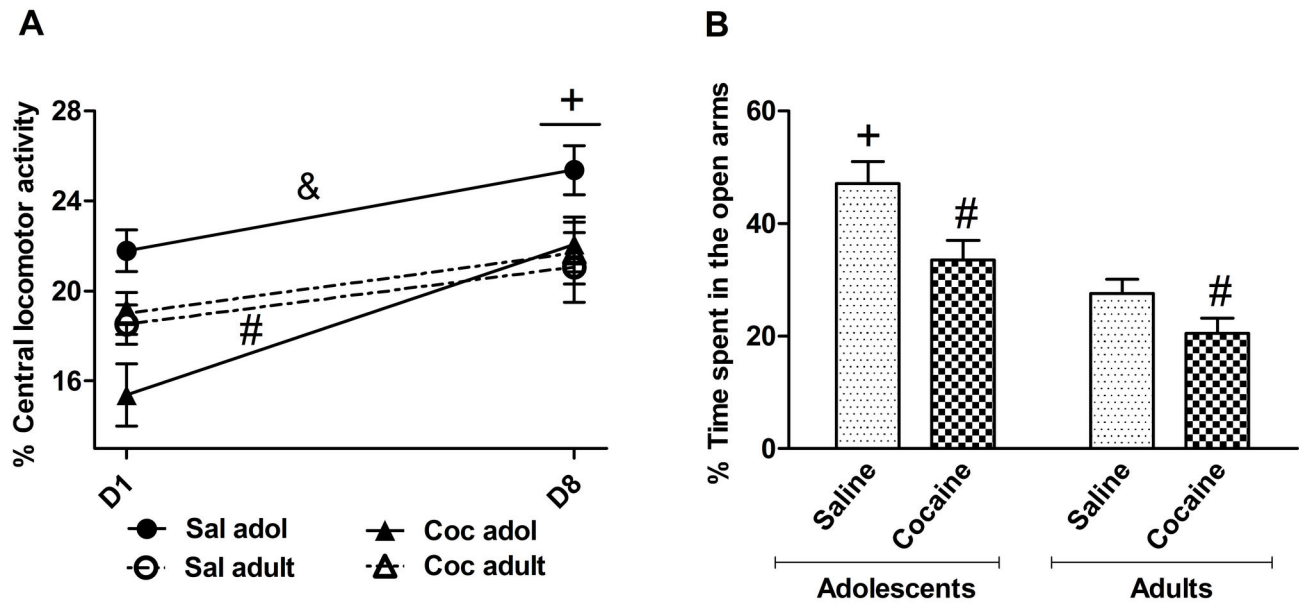 A
% Central locomotor activity
28
24
20
16
+
&
#
D1
D8
Sal adol
Coc adol
Sal adult
Coc adult
B
% Time spent in the open arms
60
40
20
0
+
#
#
Saline
Cocaine
Saline
Cocaine
Adolescents
Adults